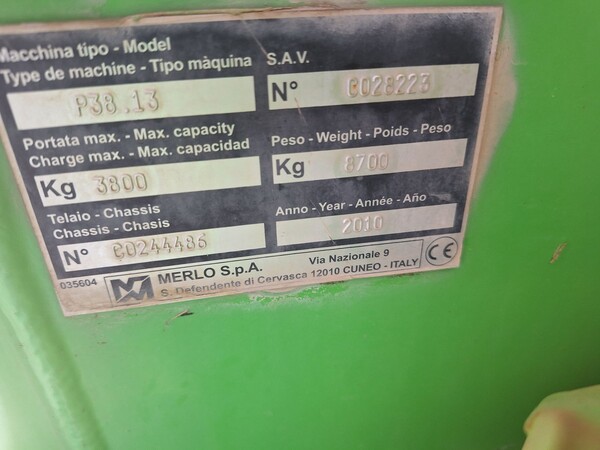 Macchina tipo - Model
Type de machine - Tipo màquina
P38.13
S.A.V.
N° C028223
Portata max. - Max. capacity
Charge max. - Max. capacidad
Kg 3800
Peso - Weight - Poids - Peso
Kg 8700
Telaio - Chassis
Chassis - Chasis
N° C0244486
Anno - Year - Année - Año
2010
035604
MERLO S.p.A. Via Nazionale 9
S. Defendente di Cervasca 12010 CUNEO - ITALY
CE